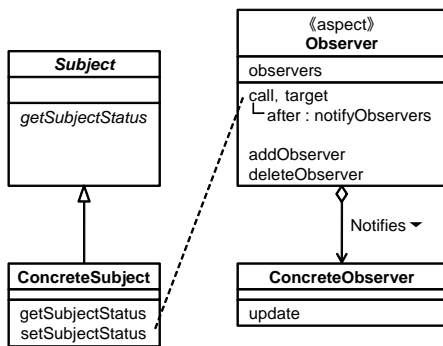 Subject
getSubjectStatus
《aspect》
Observer
observers
call, target
after : notifyObservers
addObserver
deleteObserver
Notifies
ConcreteSubject
getSubjectStatus
setSubjectStatus
ConcreteObserver
update